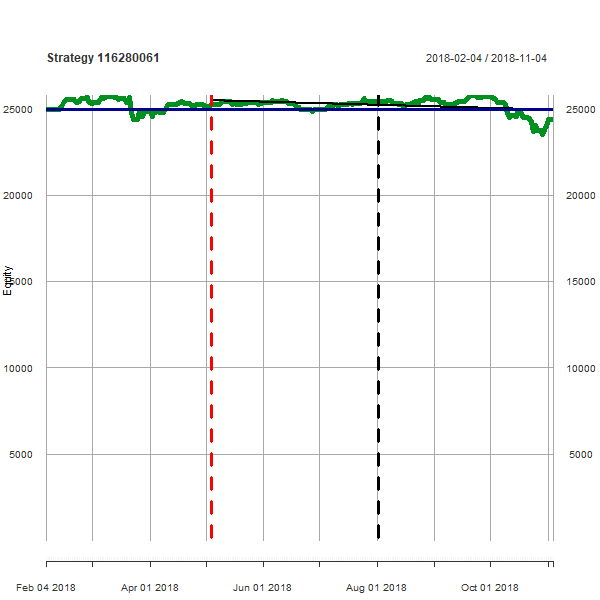 Strategy 116280061
2018-02-04 / 2018-11-04
25000
25000
20000
20000
Equity
15000
15000
10000
10000
5000
5000
Feb 04 2018
Apr 01 2018
Jun 01 2018
Aug 01 2018
Oct 01 2018